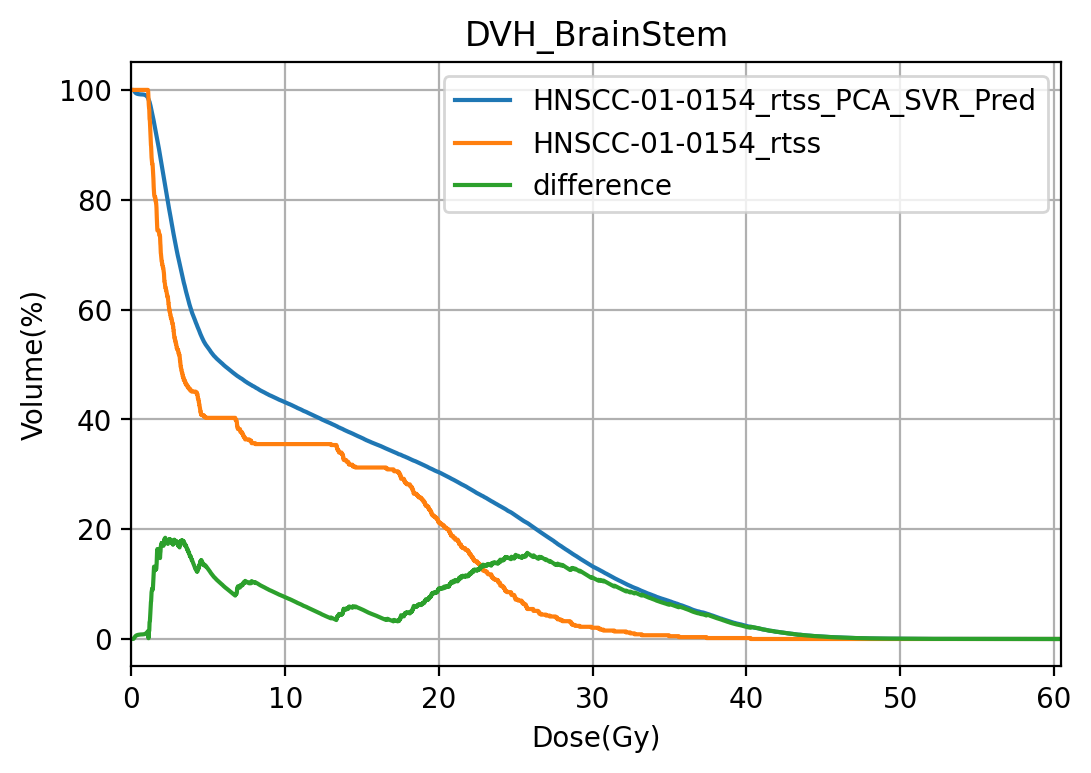 DVH_BrainStem
HNSCC-01-0154_rtss_PCA_SVR_Pred
HNSCC-01-0154_rtss
difference
Volume(%)
100
80
60
40
20
0
0 10 20 30 40 50 60
Dose(Gy)